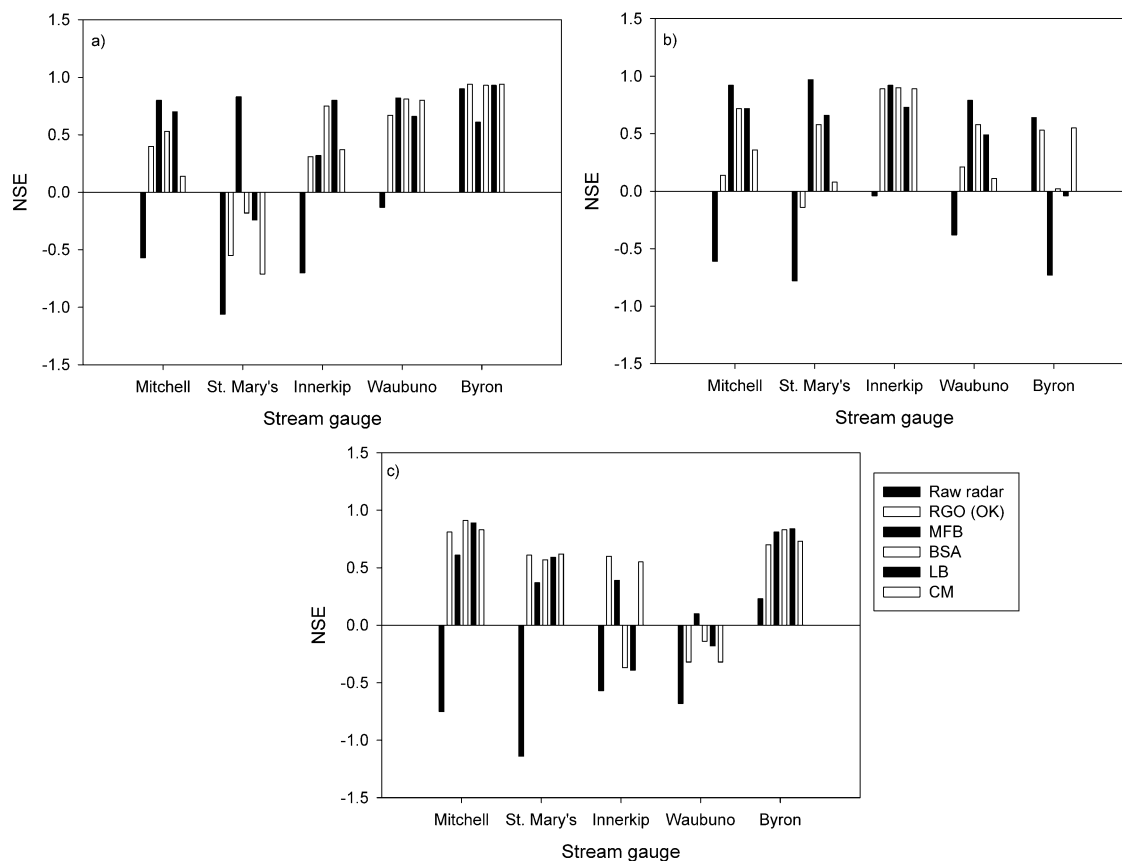 a)
NSE
1.5
1.0
0.5
0.0
-0.5
-1.0
-1.5
Mitchell St. Mary's Innerkip Waubuno Byron
Stream gauge
b)
NSE
1.5
1.0
0.5
0.0
-0.5
-1.0
-1.5
Mitchell St. Mary's Innerkip Waubuno Byron
Stream gauge
c)
NSE
1.5
1.0
0.5
0.0
-0.5
-1.0
-1.5
Mitchell St. Mary's Innerkip Waubuno Byron
Stream gauge
Raw radar
RGO (OK)
MFB
BSA
LB
CM